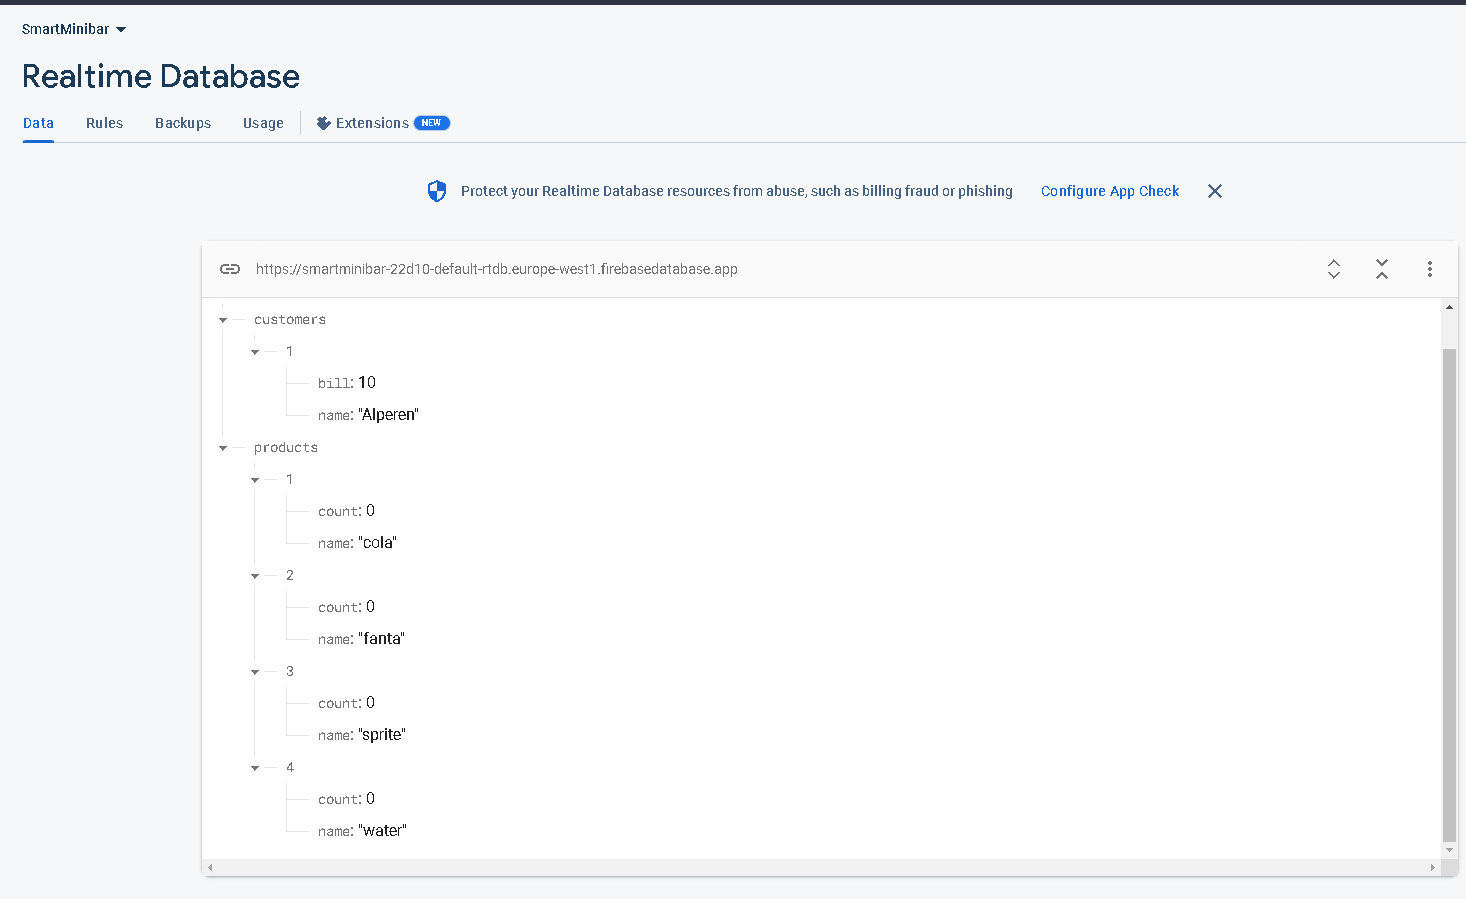 SmartMinibar
Realtime Database
Data Rules Backups Usage Extensions NEW
Protect your Realtime Database resources from abuse, such as billing fraud or phishing Configure App Check
https://smartminibar-22d10-default-rtdb.europe-west1.firebasedatabase.app
customers
1
bill: 10
name: "Alperen"
products
1
count: 0
name: "cola"
2
count: 0
name: "fanta"
3
count: 0
name: "sprite"
4
count: 0
name: "water"